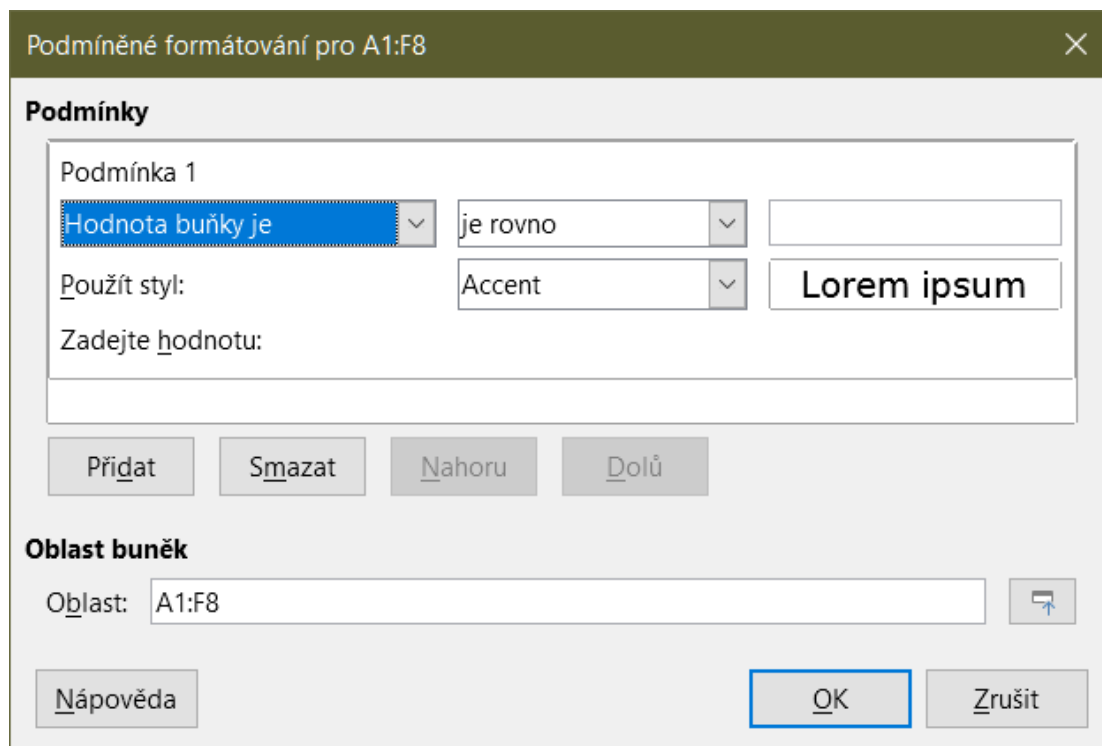 Podmíněné formátování pro A1:F8
Podmínky
Podmínka 1
Hodnota buňky je je rovno
Použít styl: Accent Lorem ipsum
Zadejte hodnotu:
Přidat Smazat Nahoru Dolů
Oblast buněk
Oblast: A1:F8
Nápověda OK Zrušit